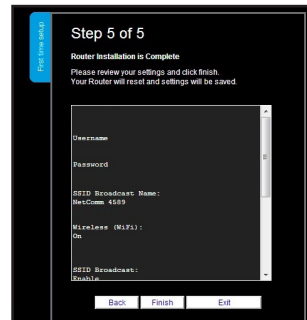 First time setup
Step 5 of 5
Router Installation is Complete
Please review your settings and click finish.
Your Router will reset and settings will be saved.
Username
Password
SSID Broadcast Name:
NetComm 4589
Wireless (WiFi):
On
SSID Broadcast:
Enable
Back Finish Exit